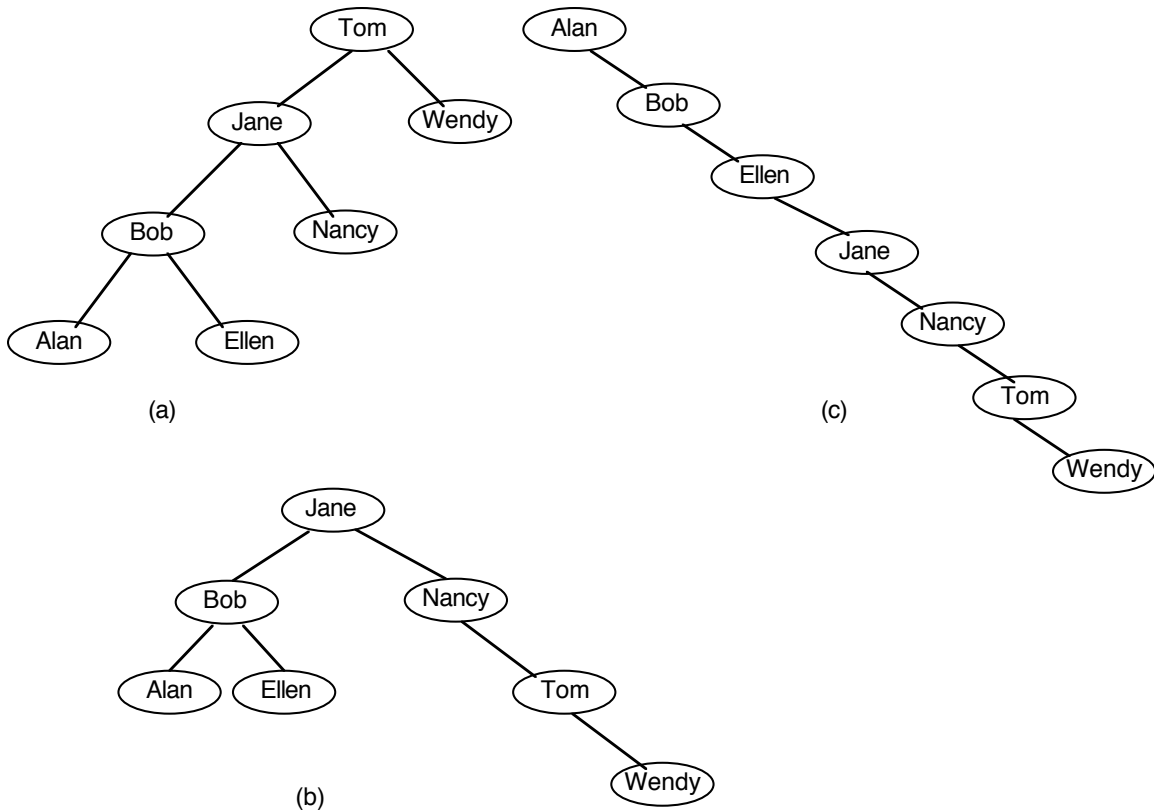 Tom
Jane
Wendy
Bob
Nancy
Alan
Ellen
(a)
Alan
Bob
Ellen
Jane
Nancy
Tom
Wendy
(c)
Jane
Bob
Nancy
Alan
Ellen
Tom
Wendy
(b)